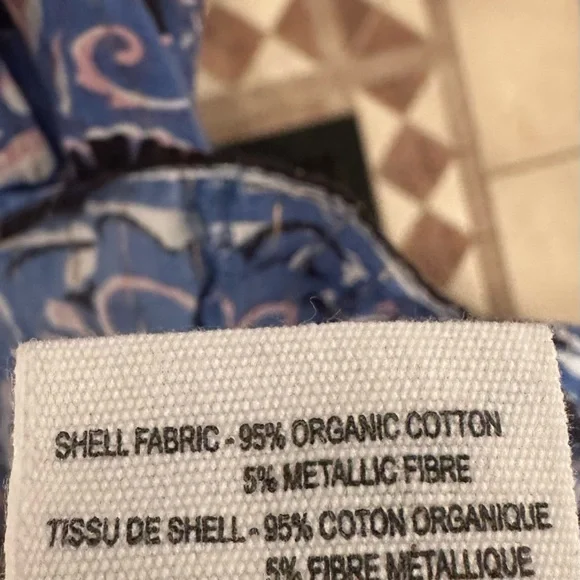 SHELL FABRIC - 95% ORGANIC COTTON
5% METALLIC FIBRE
TISSU DE SHELL - 95% COTON ORGANIQUE
5% FIBRE MÉTALLIQUE